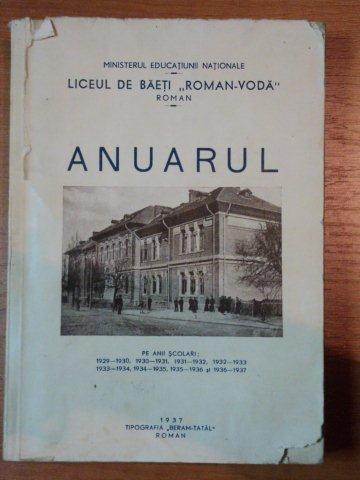 MINISTERUL EDUCAȚIUNII NAȚIONALE
LICEUL DE BĂEȚI „ROMAN-VODĂ"
ROMAN
ANUARUL
PE ANII ȘCOLARI:
1929—1930, 1930—1931, 1931—1932, 1932—1933
1933—1934, 1934—1935, 1935—1936 și 1936—1937
1937
TIPOGRAFIA „BERAM-TATĂL"
ROMAN